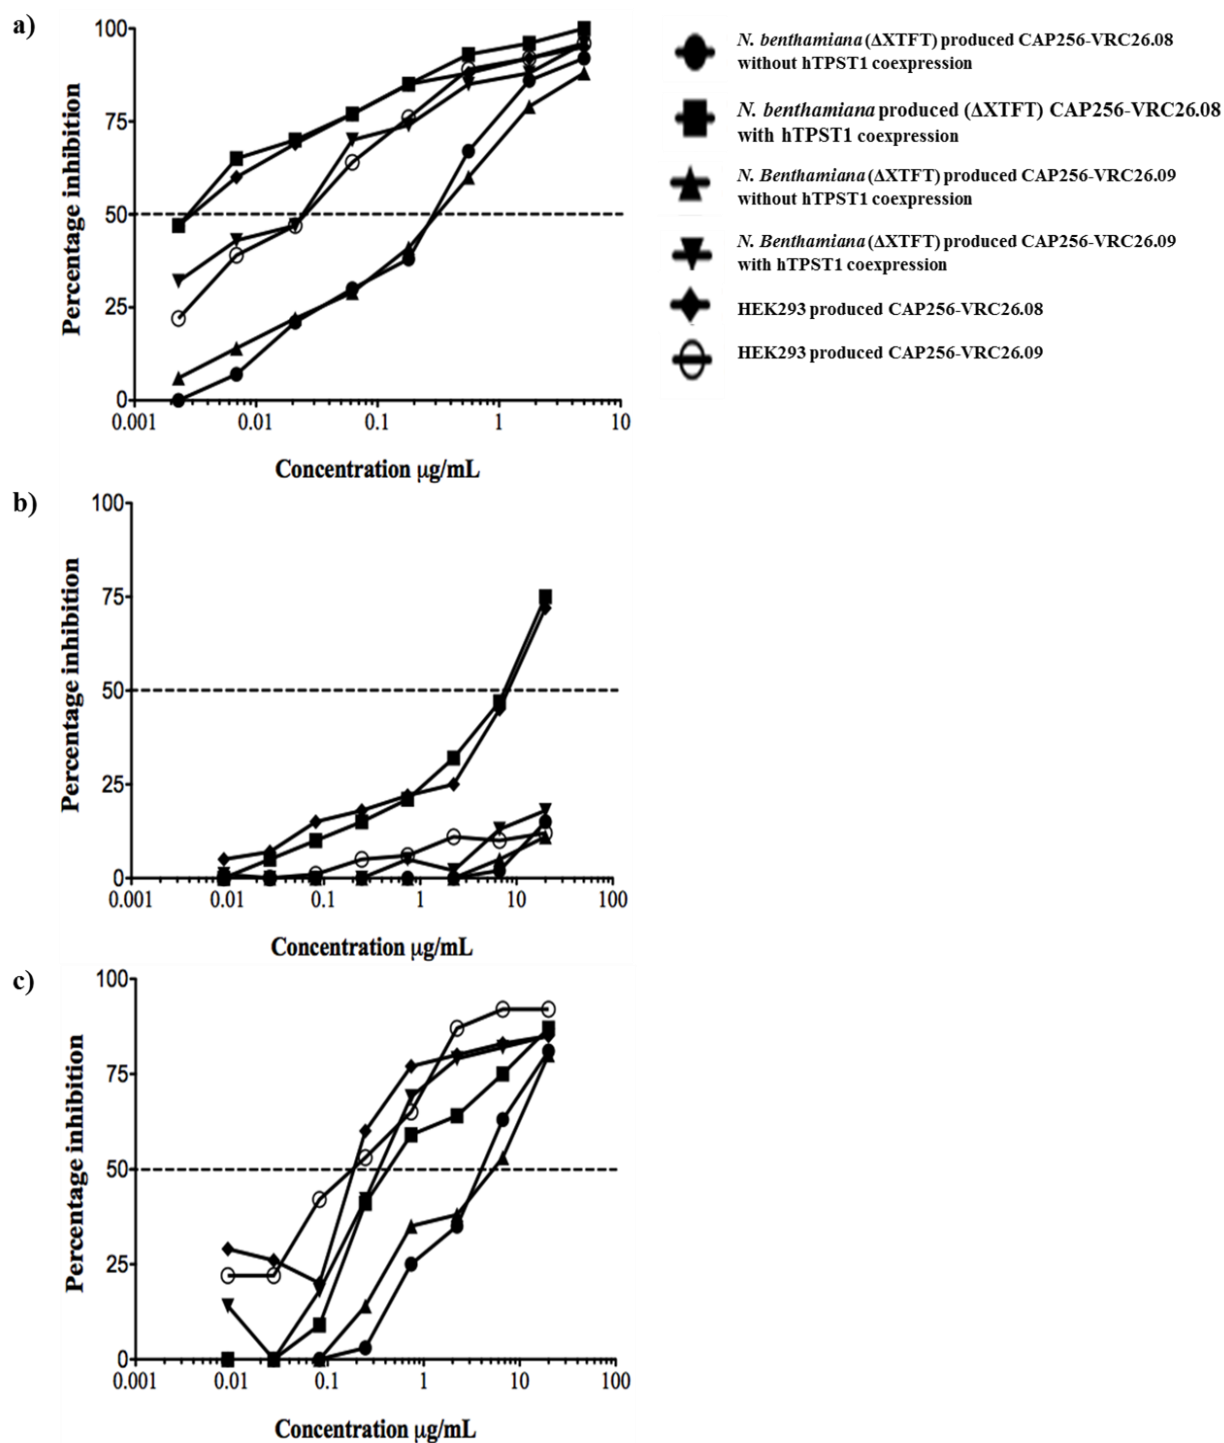 a)
100
75
50
25
0
Percentage inhibition
0.001 0.01 0.1 1 10
Concentration µg/mL
N. benthamiana (ΔXTFT) produced CAP256-VRC26.08
without hTPST1 coexpression
N. benthamiana produced (ΔXTFT) CAP256-VRC26.08
with hTPST1 coexpression
N. Benthamiana (ΔXTFT) produced CAP256-VRC26.09
without hTPST1 coexpression
N. Benthamiana (ΔXTFT) produced CAP256-VRC26.09
with hTPST1 coexpression
HEK293 produced CAP256-VRC26.08
HEK293 produced CAP256-VRC26.09
b)
100
75
50
25
0
Percentage inhibition
0.001 0.01 0.1 1 10 100
Concentration µg/mL
c)
100
75
50
25
0
Percentage inhibition
0.001 0.01 0.1 1 10 100
Concentration µg/mL